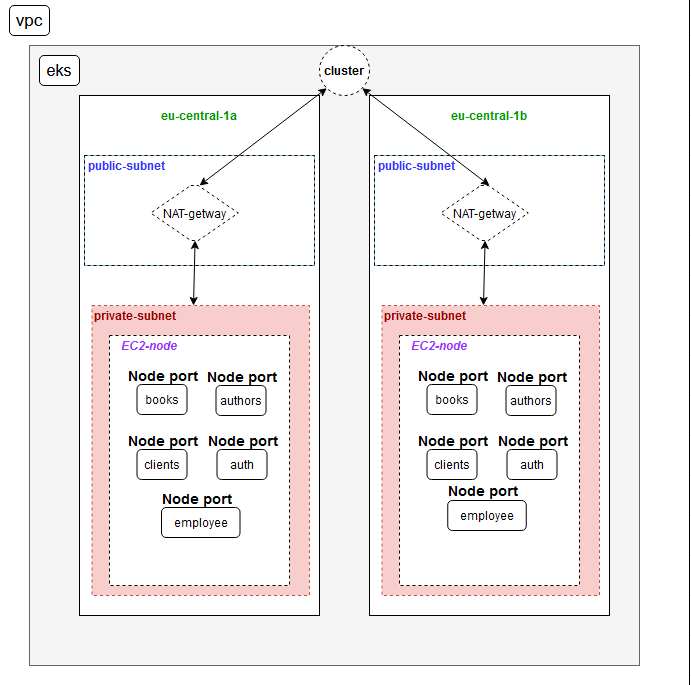 vpc
eks
cluster
eu-central-1a
public-subnet
NAT-getway
private-subnet
EC2-node
Node port
Node port
books
authors
Node port
Node port
clients
auth
Node port
employee
eu-central-1b
public-subnet
NAT-getway
private-subnet
EC2-node
Node port
Node port
books
authors
Node port
Node port
clients
auth
Node port
employee